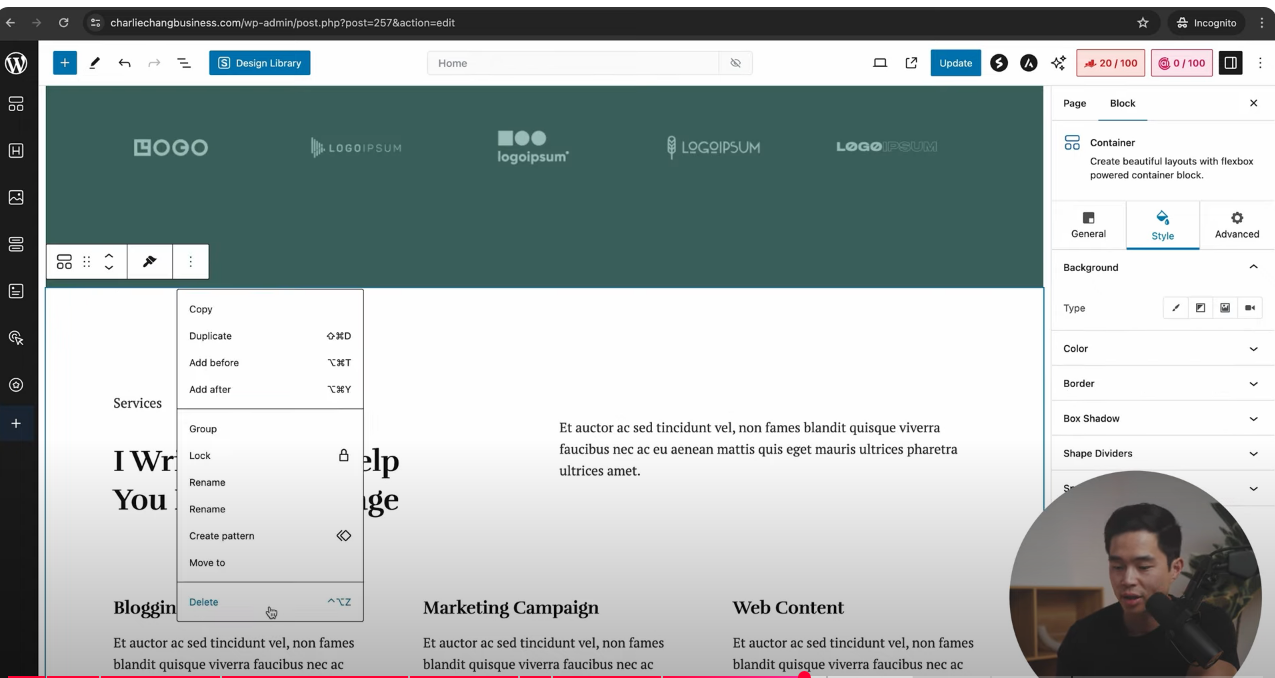 charliechangbusiness.com/wp-admin/post.php?post=257&action=edit
Incognito
Design Library
Home
Update
20 / 100
0 / 100
LOGO
LOGOIPSUM
logoipsum
LOGOIPSUM
LOGOIPSUM
Page
Block
Container
Create beautiful layouts with flexbox
powered container block.
General
Style
Advanced
Background
Type
Color
Border
Box Shadow
Shape Dividers
Copy
Duplicate ⇧⌘D
Add before ⌥⌘T
Add after ⌥⌘Y
Group
Lock
Rename
Rename
Create pattern
Move to
Delete ^⌥Z
Services
I Wri
elp
You
ge
Et auctor ac sed tincidunt vel, non fames blandit quisque viverra
faucibus nec ac eu aenean mattis quis eget mauris ultrices pharetra
ultrices amet.
Bloggin
Et auctor ac sed tincidunt vel, non fames
blandit quisque viverra faucibus nec ac
Marketing Campaign
Et auctor ac sed tincidunt vel, non fames
blandit quisque viverra faucibus nec ac
Web Content
Et auctor ac sed tincidunt vel, non fames
blandit quisque viverra faucibus nec ac